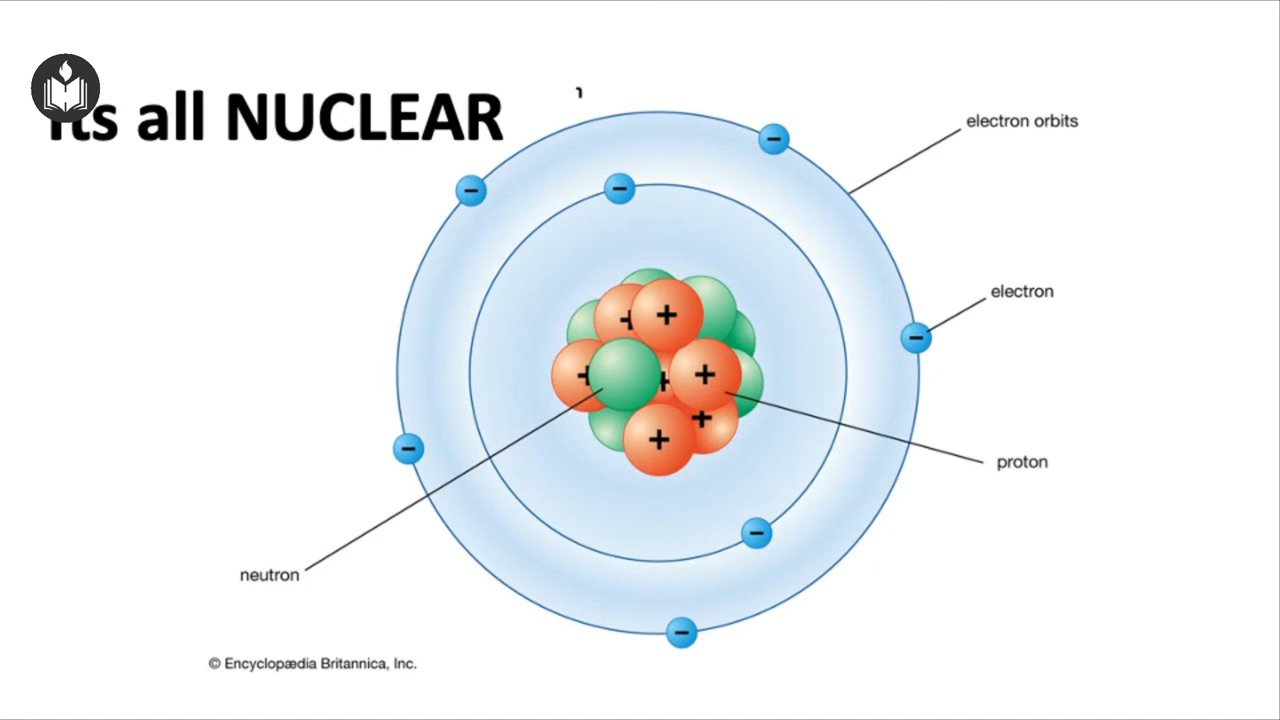 Its all NUCLEAR
electron orbits
−
−
−
electron
+
+
−
+
+
+
+
+
−
proton
−
neutron
−
© Encyclopædia Britannica, Inc.